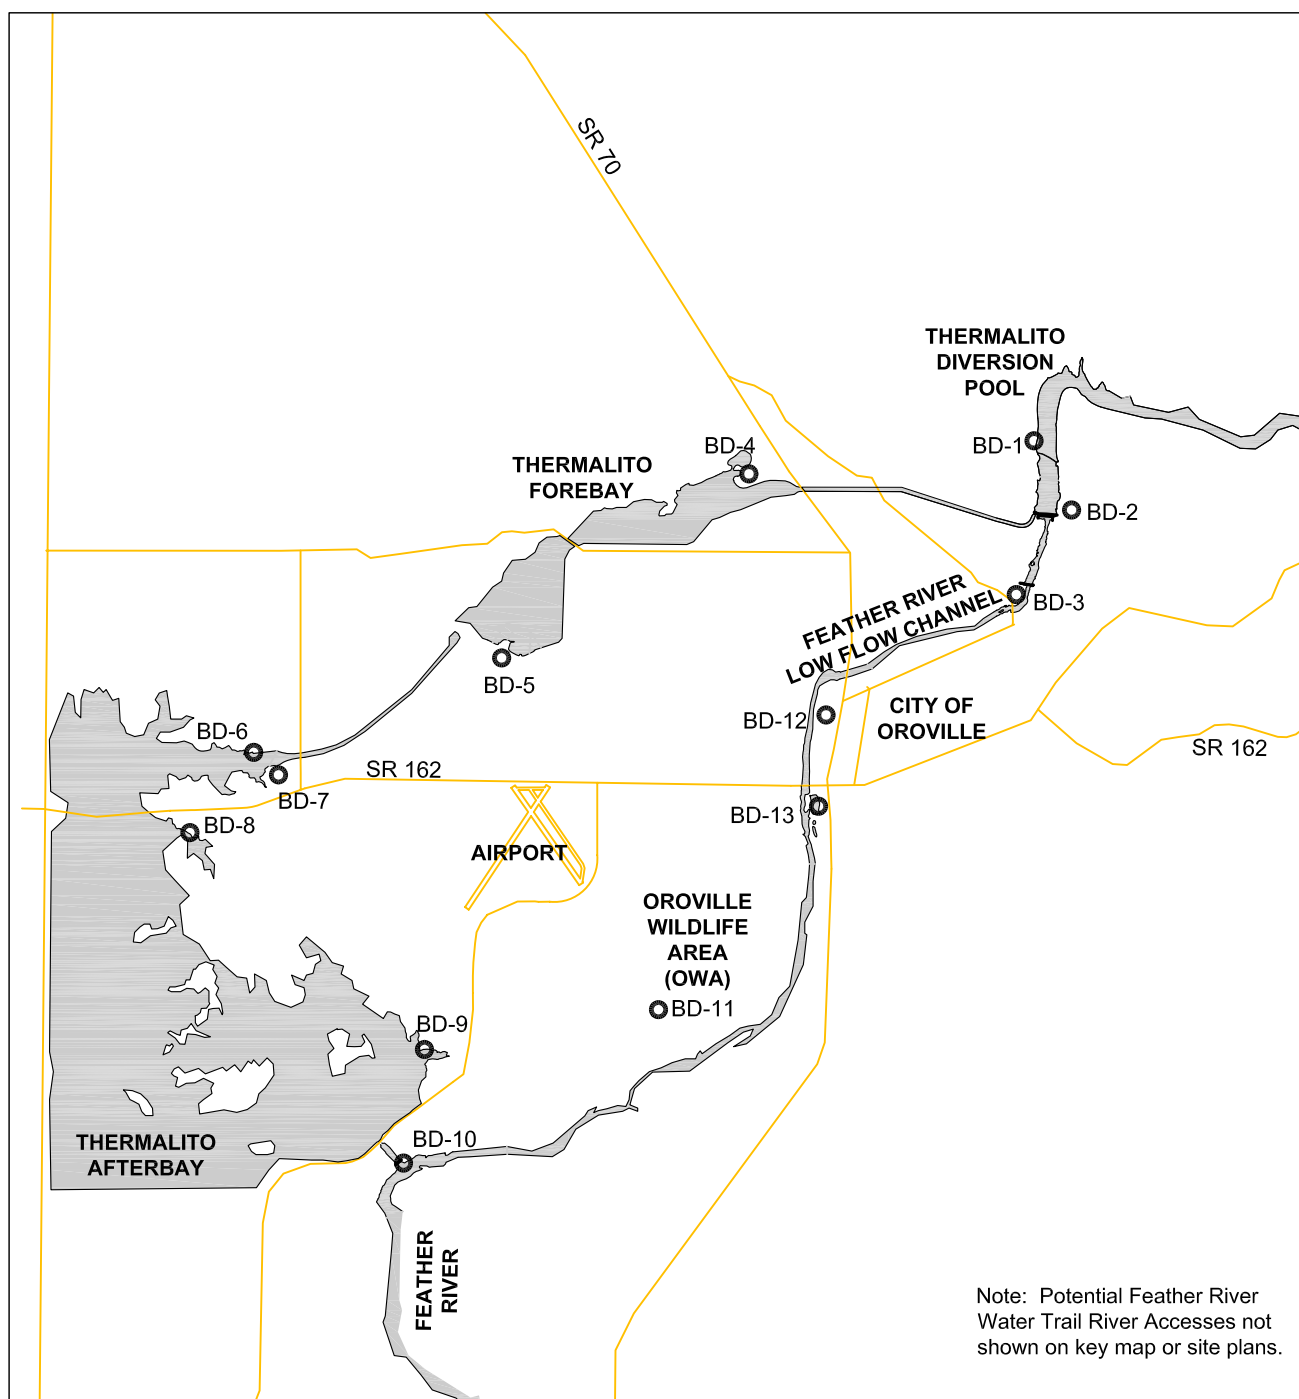 SR 70
THERMALITO
DIVERSION
POOL
BD-1
BD-4
THERMALITO
FOREBAY
BD-2
BD-3
FEATHER RIVER
LOW FLOW CHANNEL
BD-5
BD-12
CITY OF
OROVILLE
BD-6
SR 162
SR 162
BD-7
BD-8
BD-13
AIRPORT
OROVILLE
WILDLIFE
AREA
(OWA)
BD-11
BD-9
THERMALITO
AFTERBAY
BD-10
FEATHER
RIVER
Note:  Potential Feather River
Water Trail River Accesses not
shown on key map or site plans.